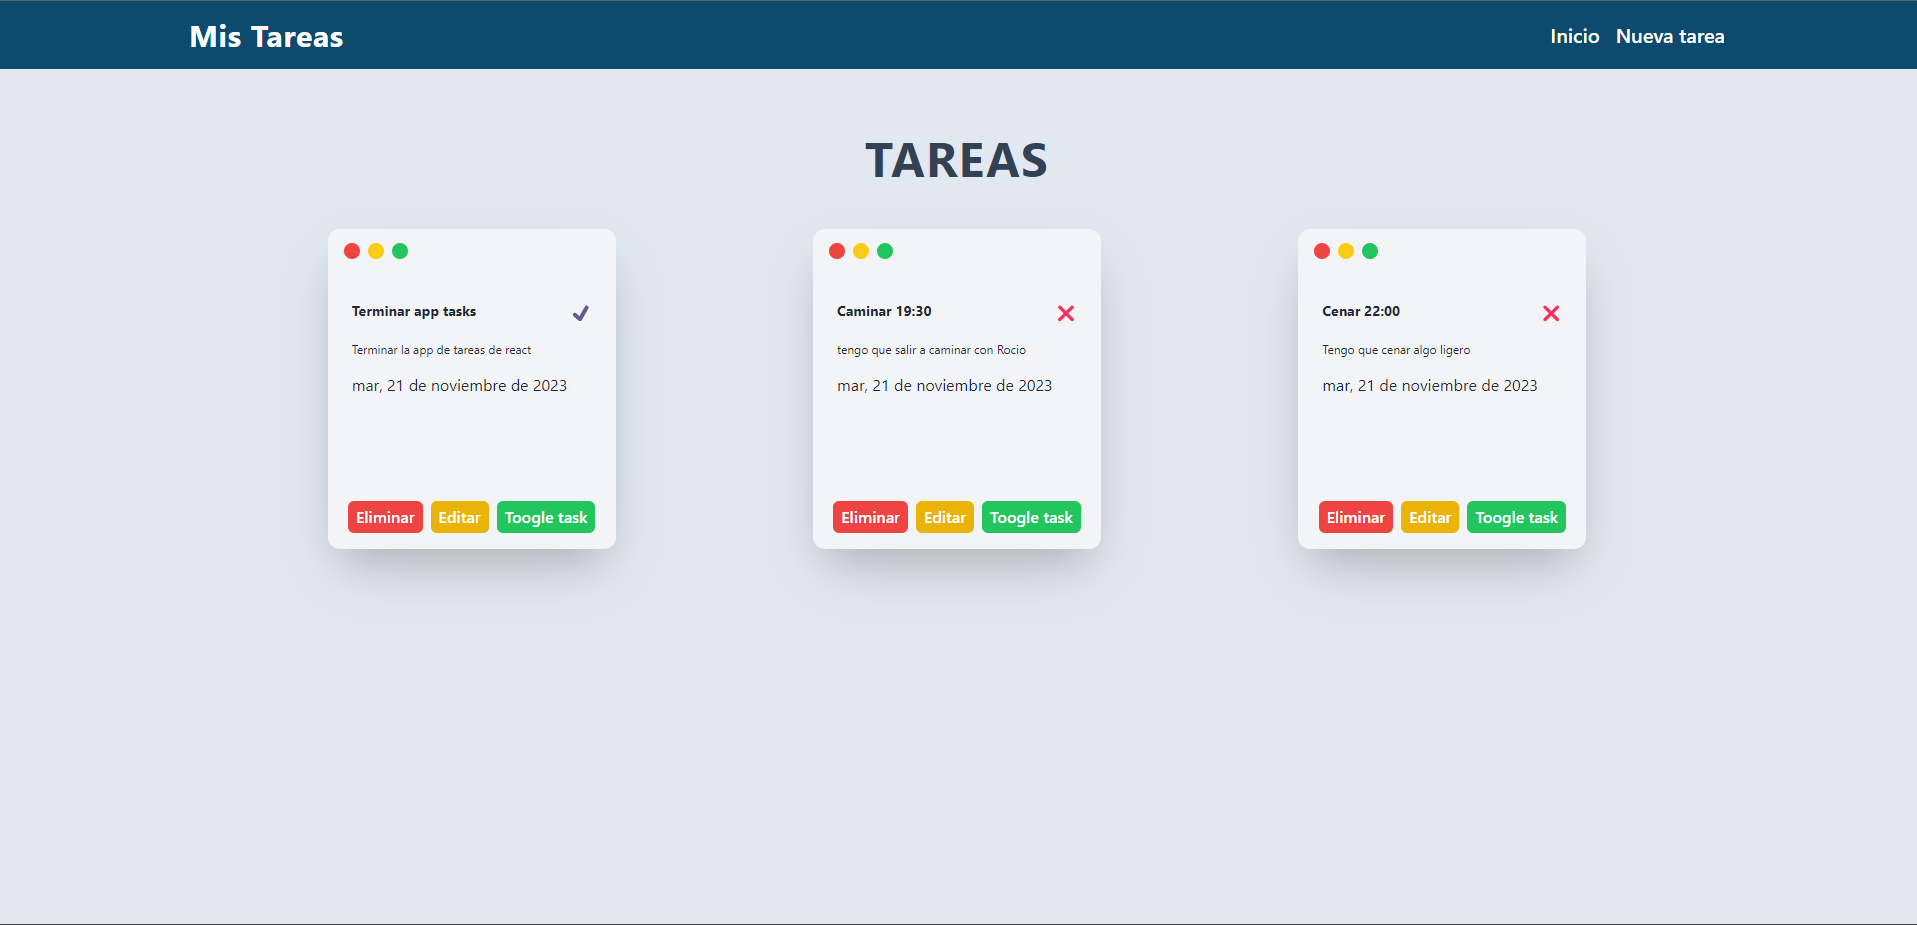 Mis Tareas
Inicio Nueva tarea
TAREAS
Terminar app tasks
Terminar la app de tareas de react
mar, 21 de noviembre de 2023
Eliminar Editar Toogle task
Caminar 19:30
tengo que salir a caminar con Rocio
mar, 21 de noviembre de 2023
Eliminar Editar Toogle task
Cenar 22:00
Tengo que cenar algo ligero
mar, 21 de noviembre de 2023
Eliminar Editar Toogle task